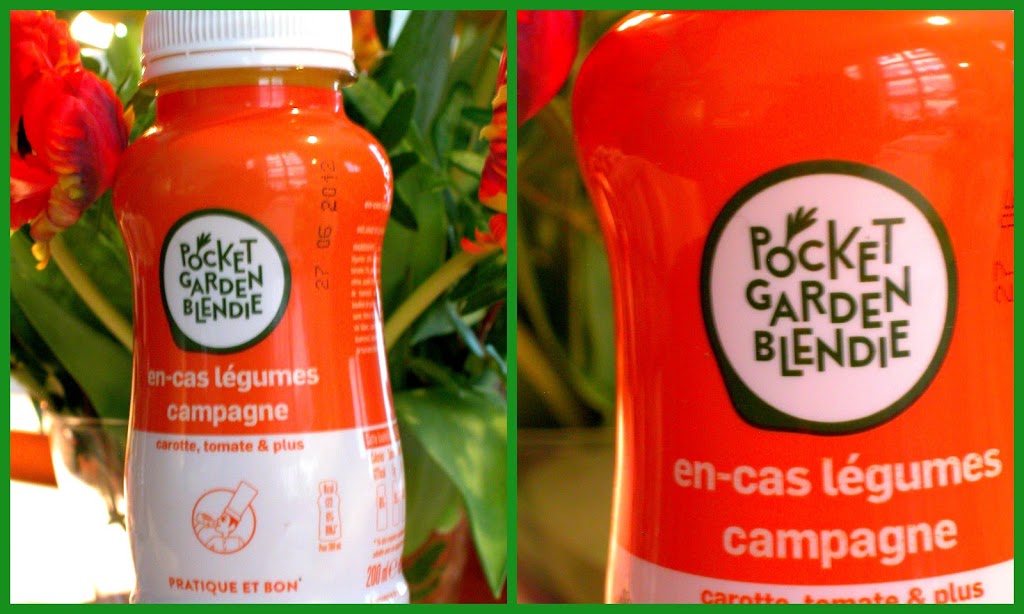 27 06 2012
POCKET
GARDEN
BLENDIE
en-cas légumes
campagne
carotte, tomate & plus
PRATIQUE ET BON*
200 ml
POCKET
GARDEN
BLENDIE
27
en-cas légumes
campagne
carotte, tomate & plus